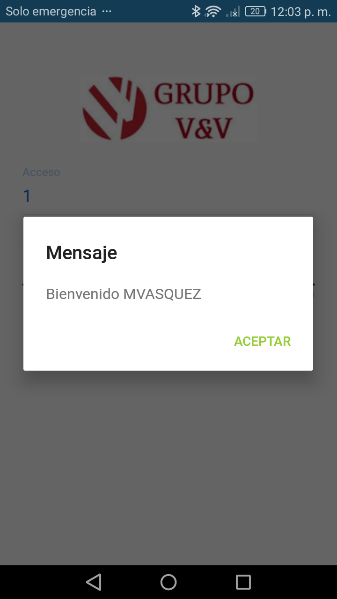 Solo emergencia ···
20
12:03 p. m.
GRUPO
V&V
Acceso
1
Mensaje
Bienvenido MVASQUEZ
ACEPTAR